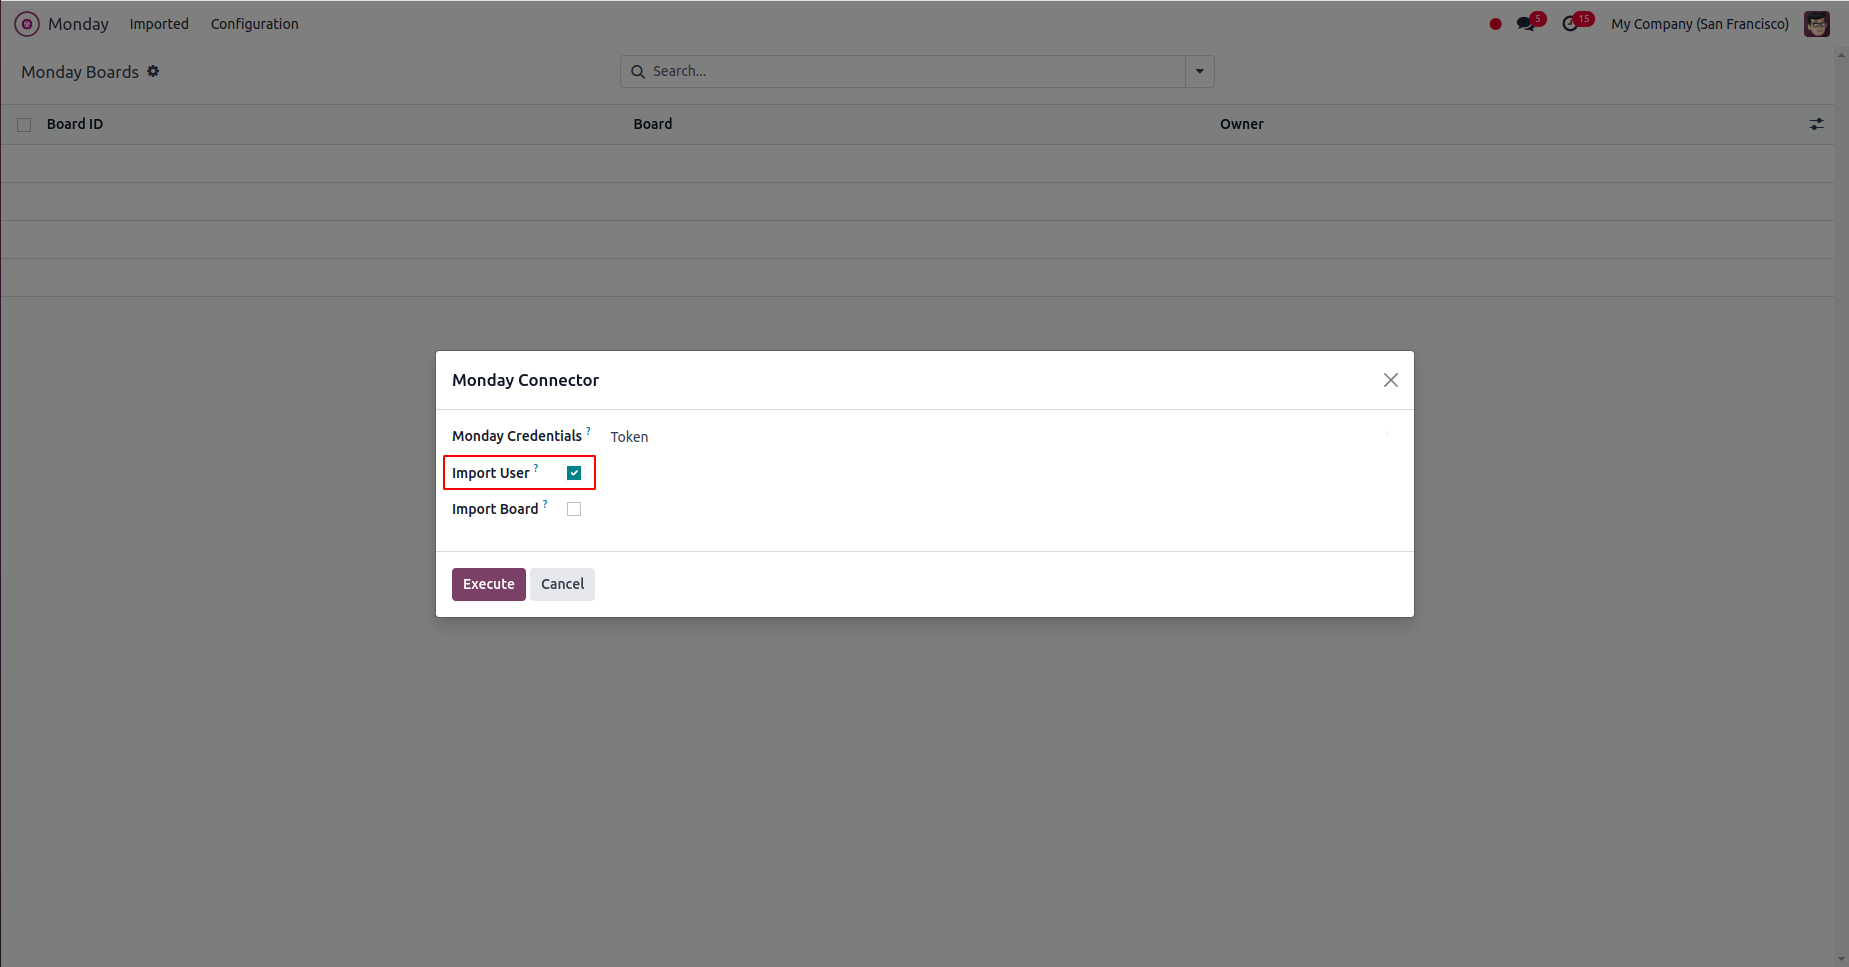 Monday Imported Configuration 5 15 My Company (San Francisco)
Monday Boards Search...
Board ID Board Owner
Monday Connector
Monday Credentials ? Token
Import User ?
Import Board ?
Execute Cancel